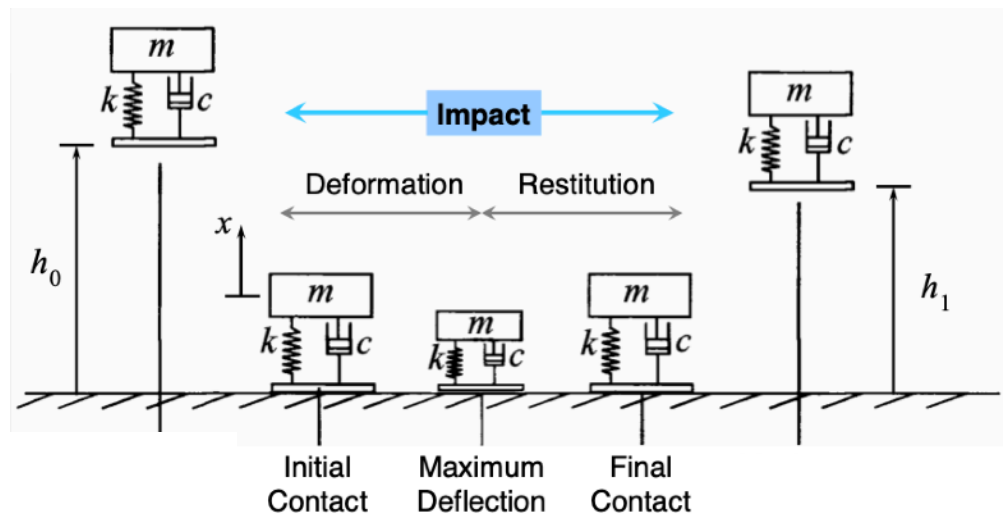 m
k
c
Impact
m
k
c
Deformation
Restitution
x
h₀
h₁
m
k
c
m
k
c
m
k
c
Initial
Contact
Maximum
Deflection
Final
Contact